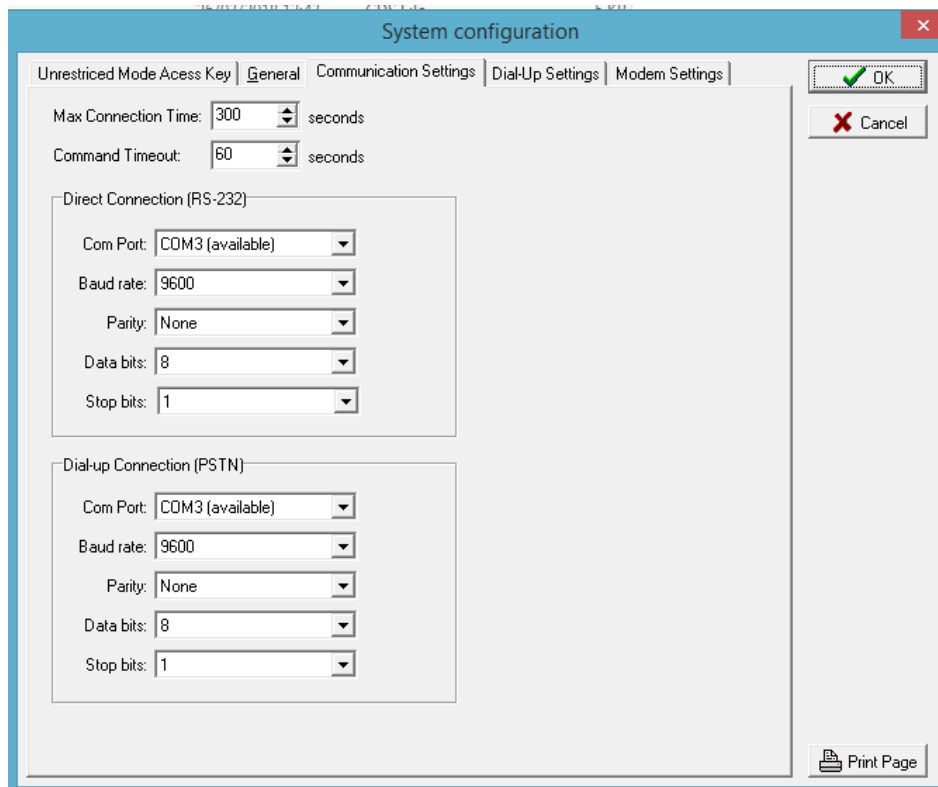 System configuration
Unrestriced Mode Acess Key General Communication Settings Dial-Up Settings Modem Settings
OK
Cancel
Max Connection Time: 300 seconds
Command Timeout: 60 seconds
Direct Connection (RS-232)
Com Port: COM3 (available)
Baud rate: 9600
Parity: None
Data bits: 8
Stop bits: 1
Dial-up Connection (PSTN)
Com Port: COM3 (available)
Baud rate: 9600
Parity: None
Data bits: 8
Stop bits: 1
Print Page